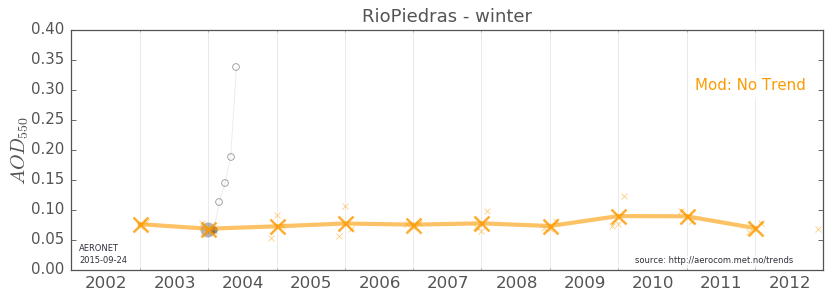 RioPiedras - winter
0.40
0.35
0.30
0.25
0.20
0.15
0.10
0.05
0.00
AOD550
Mod: No Trend
AERONET
2015-09-24
source: http://aerocom.met.no/trends
2002 2003 2004 2005 2006 2007 2008 2009 2010 2011 2012